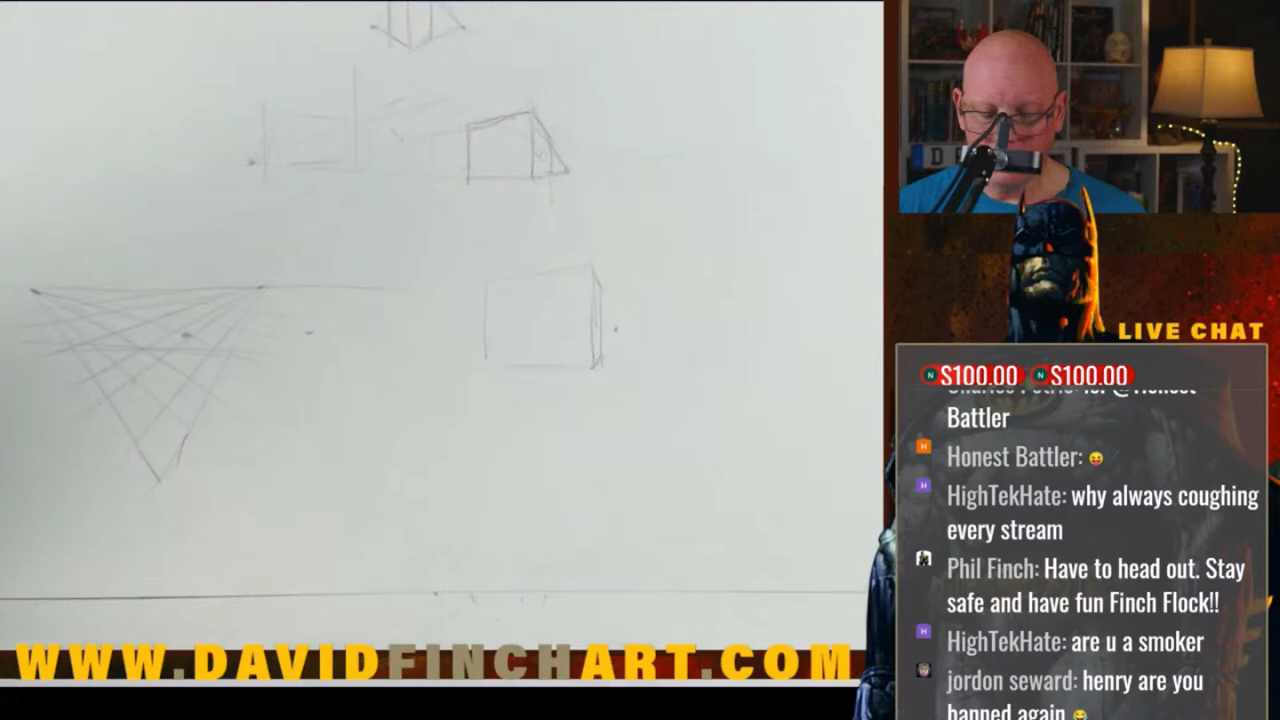 LIVE CHAT
$100.00 $100.00
Battler
Honest Battler: 😝
HighTekHate: why always coughing
every stream
Phil Finch: Have to head out. Stay
safe and have fun Finch Flock!!
HighTekHate: are u a smoker
jordon seward: henry are you
banned again 😂
WWW.DAVIDFINCHART.COM